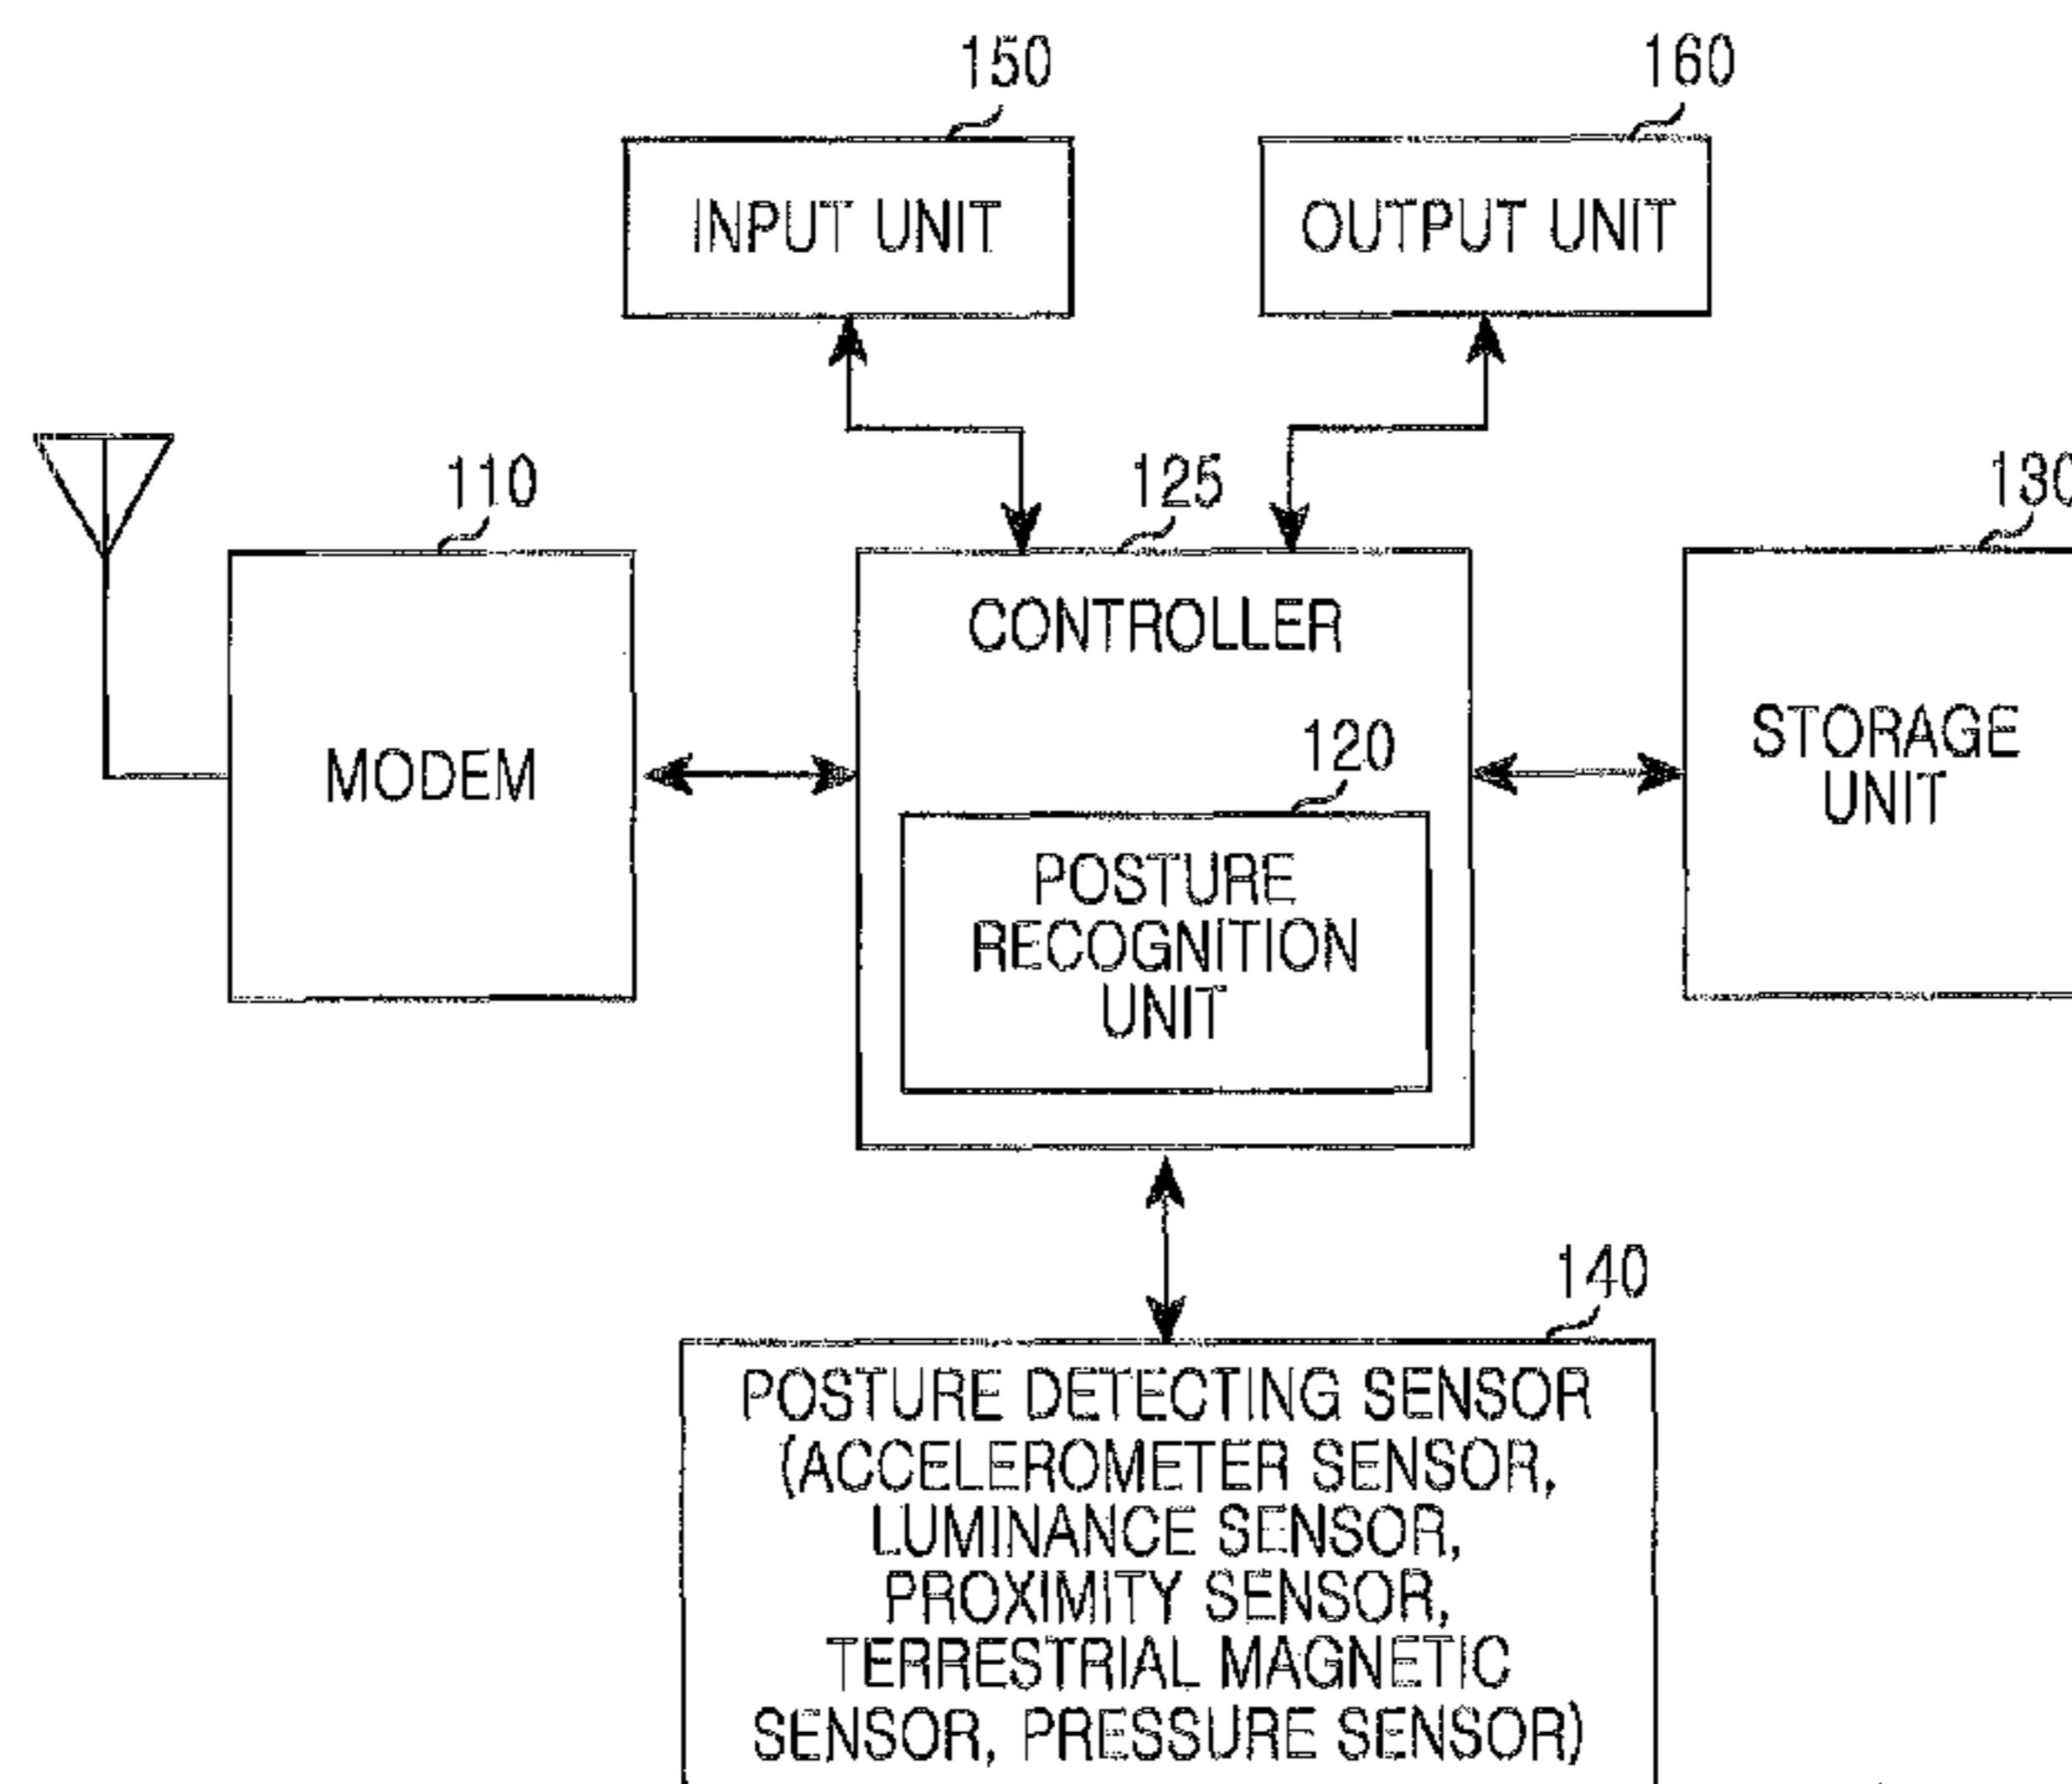 150
160
INPUT UNIT
OUTPUT UNIT
110
125
130
CONTROLLER
MODEM
120
STORAGE
UNIT
POSTURE
RECOGNITION
UNIT
140
POSTURE DETECTING SENSOR
(ACCELEROMETER SENSOR,
LUMINANCE SENSOR,
PROXIMITY SENSOR,
TERRESTRIAL MAGNETIC
SENSOR, PRESSURE SENSOR)